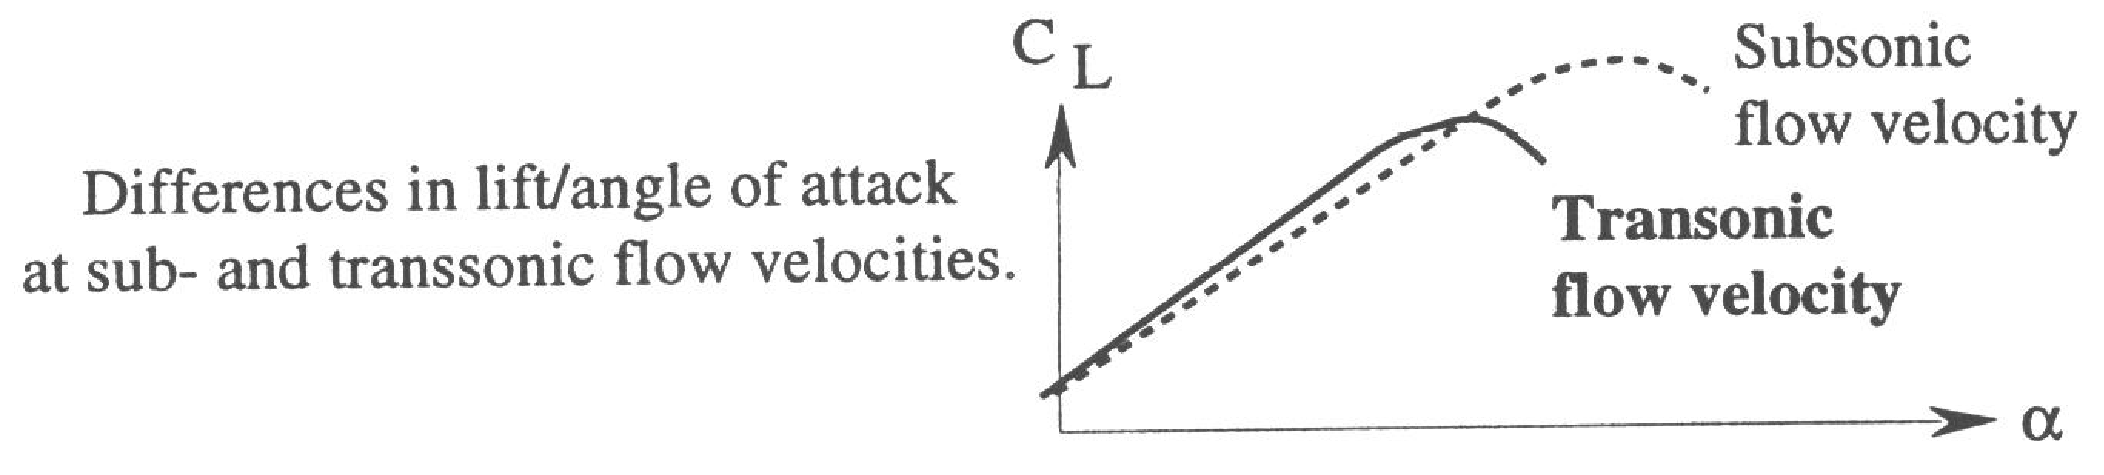 Differences in lift/angle of attack
at sub- and transsonic flow velocities.
C L
Subsonic
flow velocity
Transonic
flow velocity
α